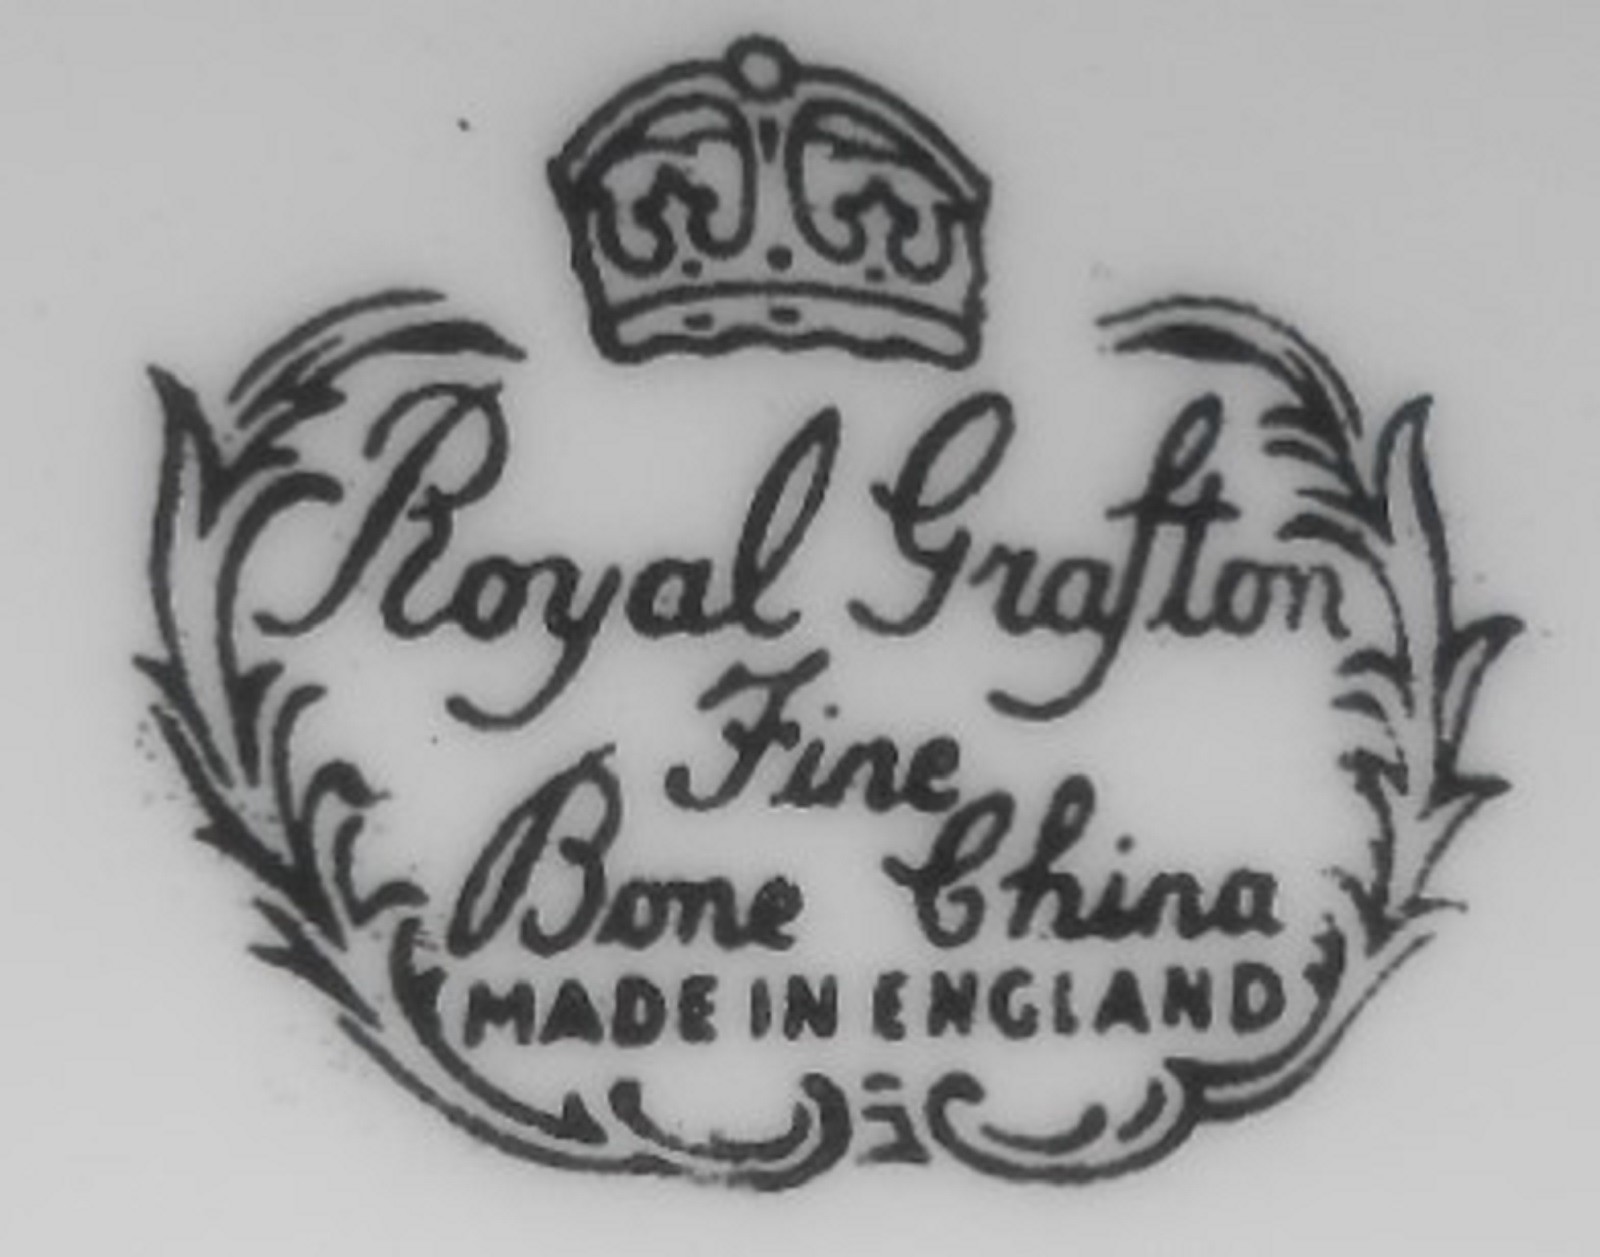 Royal Grafton
Fine
Bone China
MADE IN ENGLAND